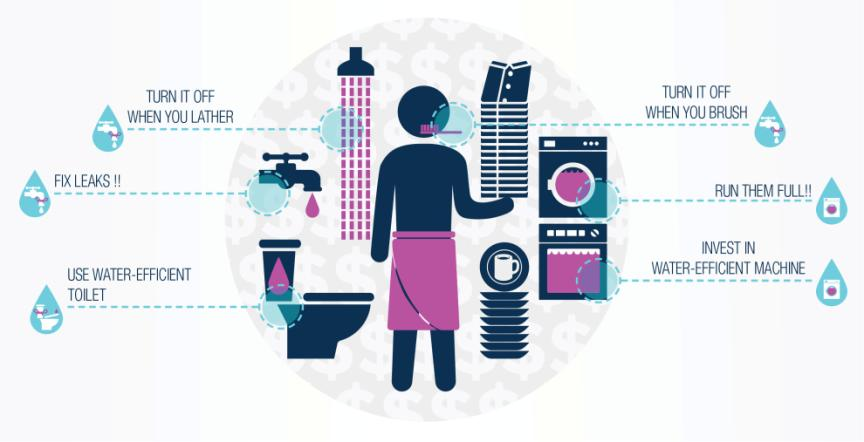 TURN IT OFF
WHEN YOU LATHER
FIX LEAKS !!
USE WATER-EFFICIENT
TOILET
TURN IT OFF
WHEN YOU BRUSH
RUN THEM FULL!!
INVEST IN
WATER-EFFICIENT MACHINE